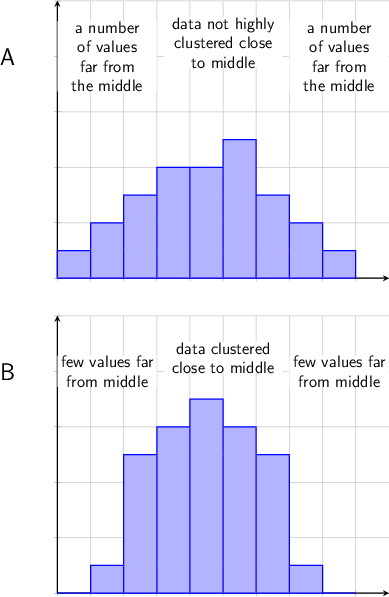 A
a number
of values
far from
the middle
data not highly
clustered close
to middle
a number
of values
far from
the middle
B
few values far
from middle
data clustered
close to middle
few values far
from middle